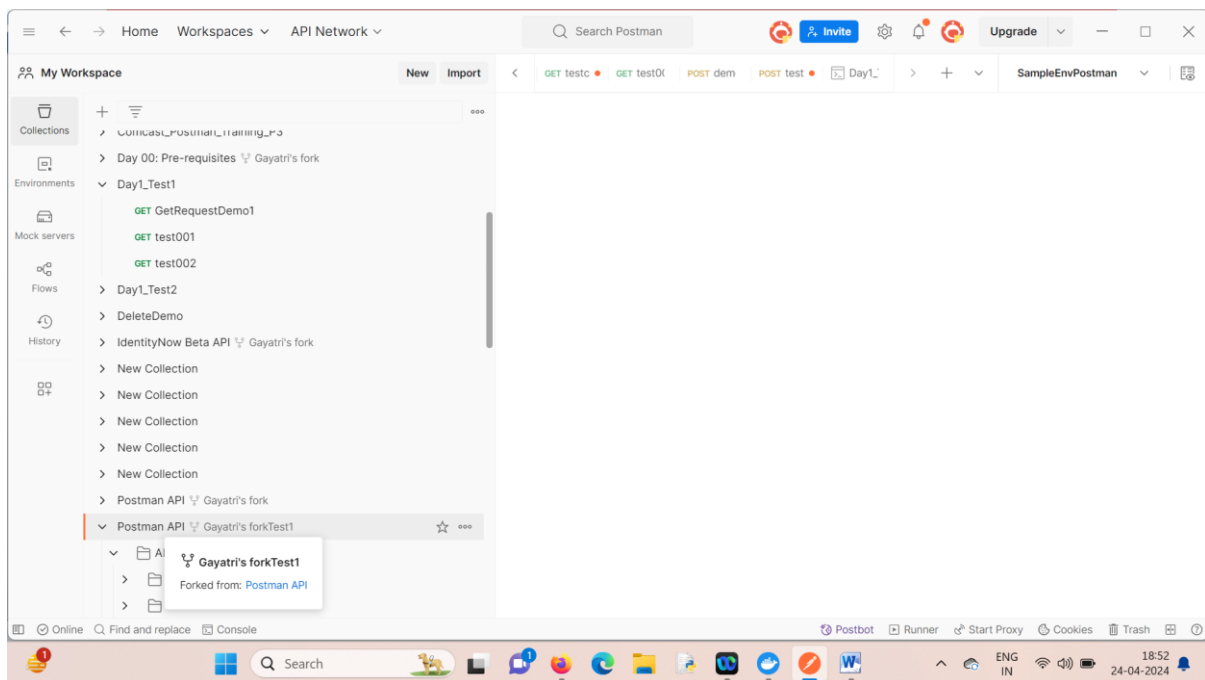 Home Workspaces API Network Search Postman Invite Upgrade
My Workspace New Import GET testc GET test0( POST dem POST test Day1_ SampleEnvPostman
Collections
Comcast_Postman_Training_P3
Day 00: Pre-requisites Gayatri's fork
Environments
Day1_Test1
GET GetRequestDemo1
Mock servers
GET test001
GET test002
Flows
Day1_Test2
DeleteDemo
History
IdentityNow Beta API Gayatri's fork
New Collection
New Collection
New Collection
New Collection
New Collection
Postman API Gayatri's fork
Postman API Gayatri's forkTest1
Gayatri's forkTest1
Forked from: Postman API
Online Find and replace Console Postbot Runner Start Proxy Cookies Trash
1 Search 1 ENG 18:52
IN 24-04-2024